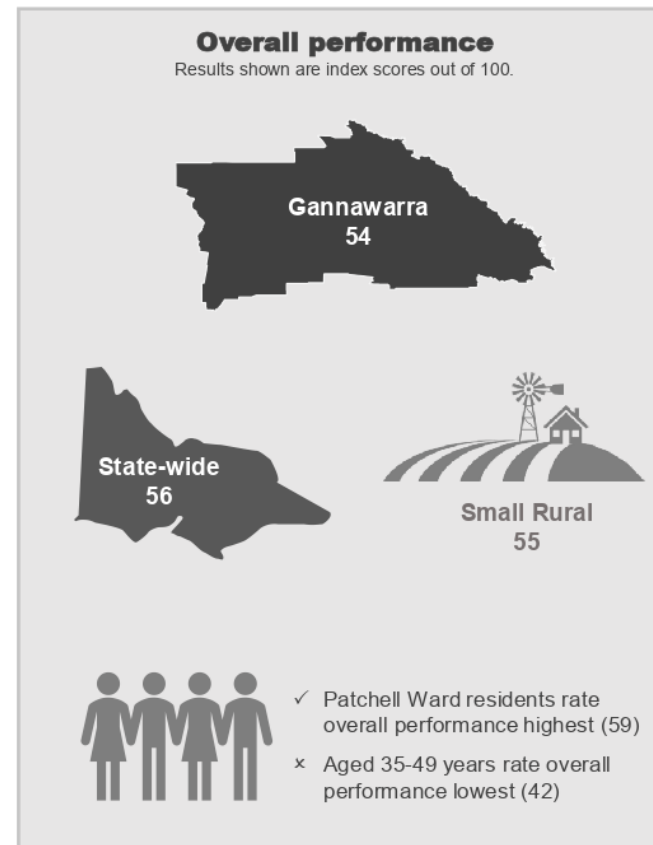 Overall performance
Results shown are index scores out of 100.
Gannawarra
54
State-wide
56
Small Rural
55
✓ Patchell Ward residents rate
overall performance highest (59)
× Aged 35-49 years rate overall
performance lowest (42)